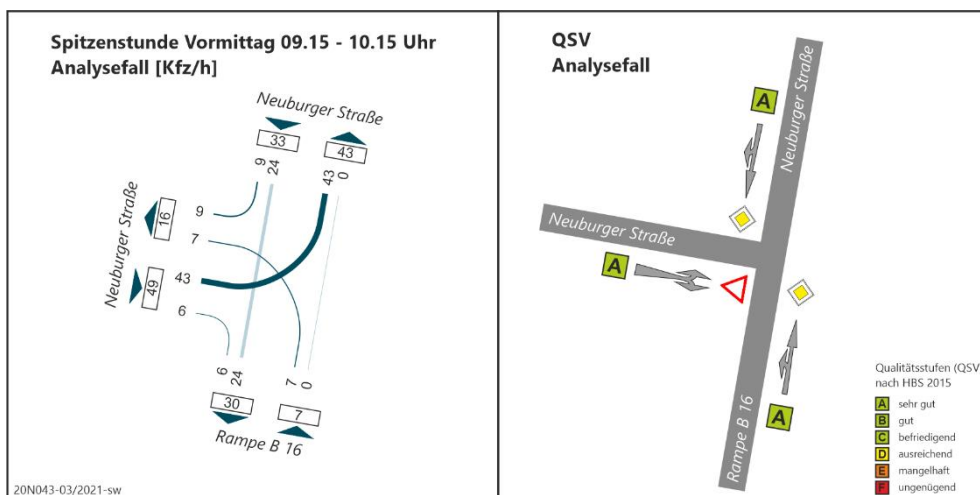 Spitzenstunde Vormittag 09.15 - 10.15 Uhr
Analysefall [Kfz/h]
Neuburger Straße
33
43
9
24
43
0
Neuburger Straße
16
49
9
7
43
6
6
24
7
0
30
7
Rampe B 16
20N043-03/2021-sw
QSV
Analysefall
A
Neuburger Straße
Neuburger Straße
A
A
Rampe B 16
Qualitätsstufen (QSV
nach HBS 2015
A sehr gut
B gut
C befriedigend
D ausreichend
E mangelhaft
F ungenügend